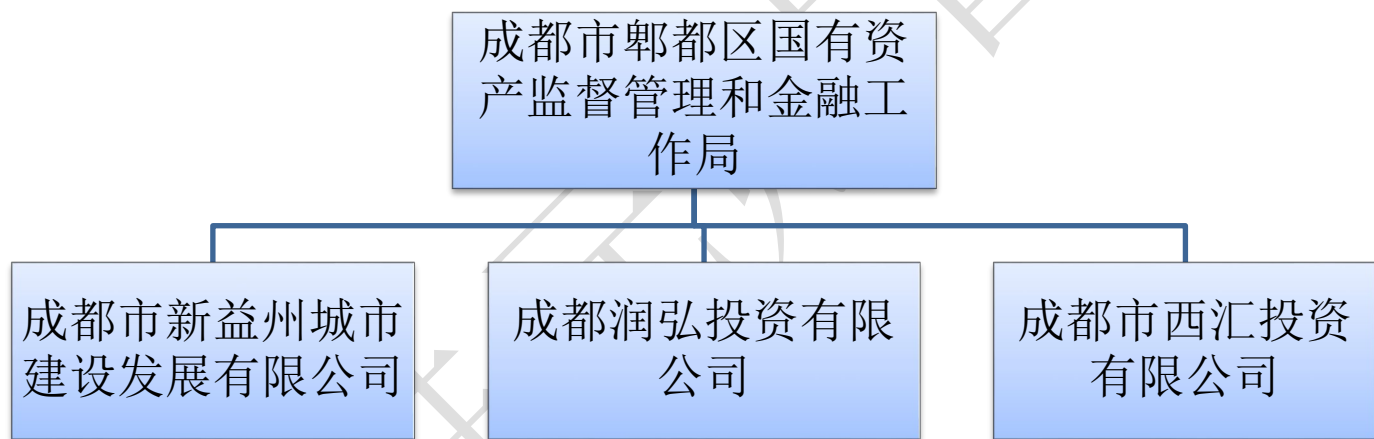 成都市郫都区国有资
产监督管理和金融工
作局
成都市新益州城市
建设发展有限公司
成都润弘投资有限
公司
成都市西汇投资
有限公司